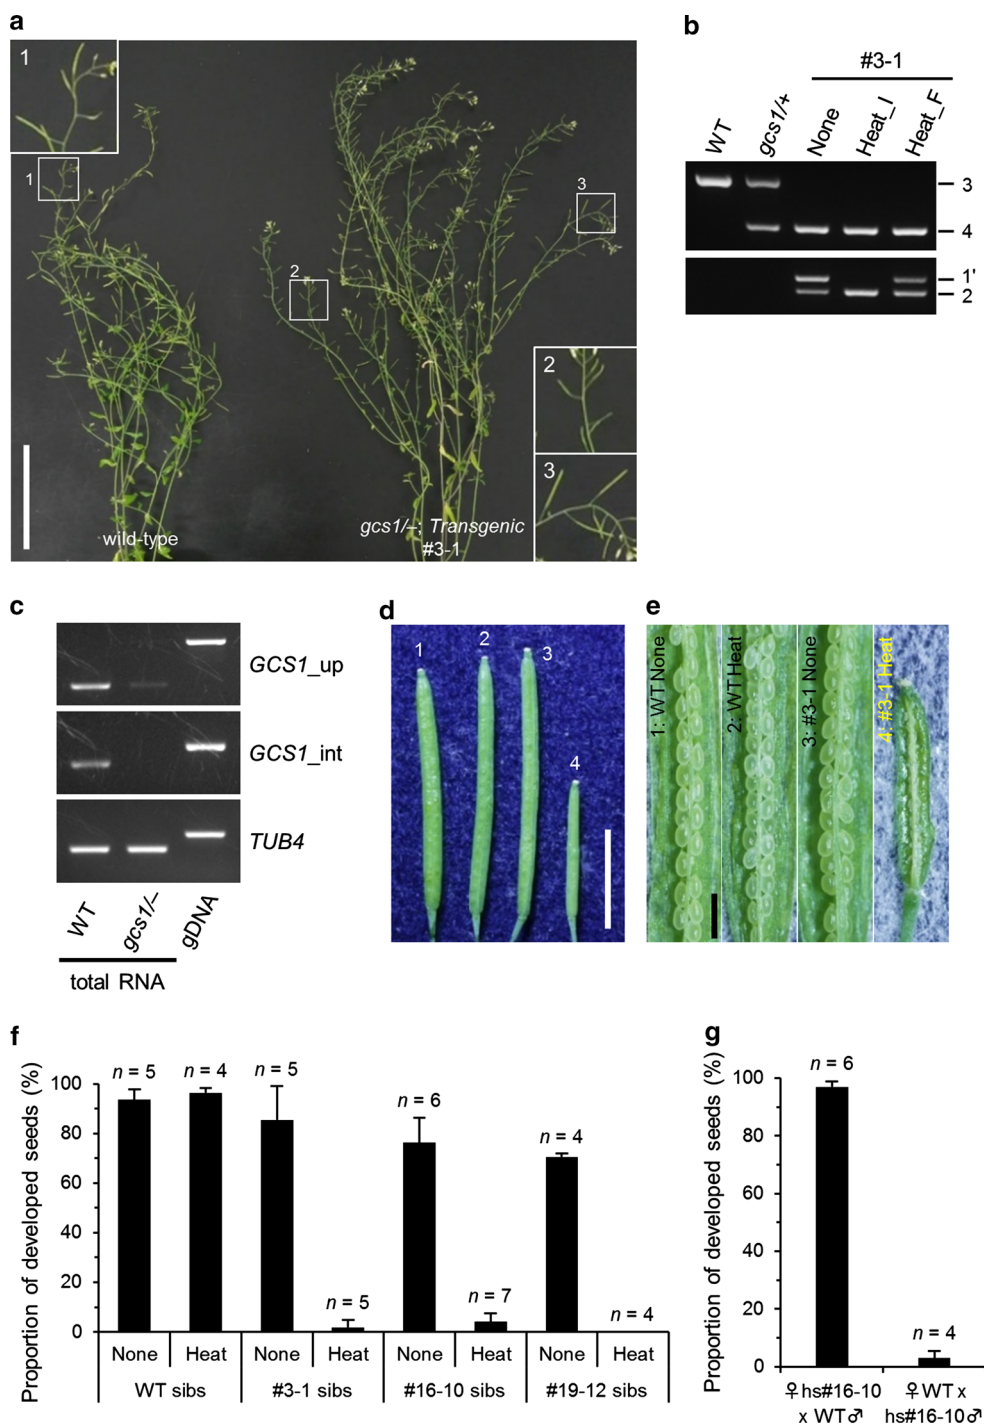 a
1
1
2
3
2
3
wild-type
gcs1/–; Transgenic
#3-1
b
#3-1
WT
gcs1/+
None
Heat_I
Heat_F
3
4
1'
2
c
GCS1_up
GCS1_int
TUB4
WT
gcs1/–
gDNA
total RNA
d
1
2
3
4
e
1: WT None
2: WT Heat
3: #3-1 None
4: #3-1 Heat
f
Proportion of developed seeds (%)
100
80
60
40
20
0
n = 5
n = 4
n = 5
n = 5
n = 6
n = 7
n = 4
n = 4
None
Heat
None
Heat
None
Heat
None
Heat
WT sibs
#3-1 sibs
#16-10 sibs
#19-12 sibs
g
Proportion of developed seeds (%)
100
80
60
40
20
0
n = 6
n = 4
♀hs#16-10
x WT♂
♀WT x
hs#16-10♂